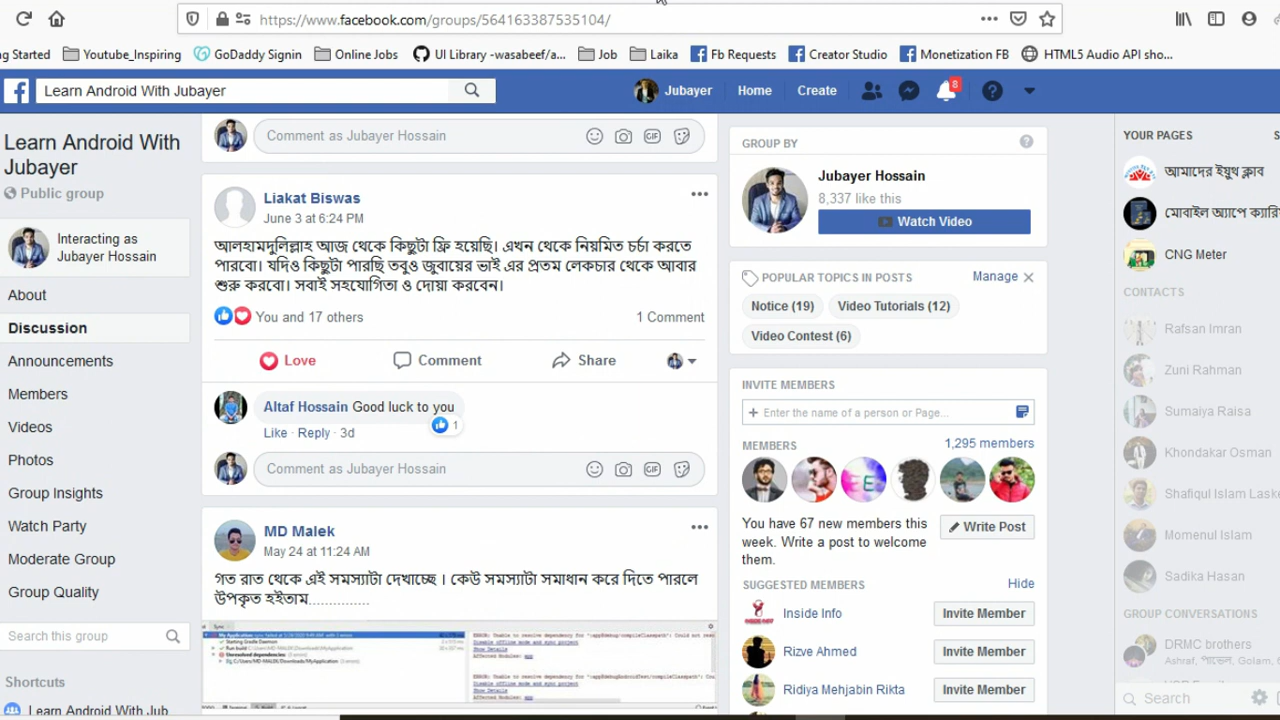 https://www.facebook.com/groups/564163387535104/
ng Started Youtube_Inspiring GoDaddy Signin Online Jobs UI Library -wasabeef/a... Job Laika Fb Requests Creator Studio Monetization FB HTML5 Audio API sho...
Learn Android With Jubayer
Jubayer Home Create 8
Learn Android With
Jubayer
Public group
Interacting as
Jubayer Hossain
About
Discussion
Announcements
Members
Videos
Photos
Group Insights
Watch Party
Moderate Group
Group Quality
Search this group
Shortcuts
Learn Android With Jub
Comment as Jubayer Hossain
GIF
Liakat Biswas
June 3 at 6:24 PM
আলহামদুলিল্লাহ আজ থেকে কিছুটা ফ্রি হয়েছি। এখন থেকে নিয়মিত চর্চা করতে
পারবো। যদিও কিছুটা পারছি তবুও জুবায়ের ভাই এর প্রতম লেকচার থেকে আবার
শুরু করবো। সবাই সহযোগিতা ও দোয়া করবেন।
You and 17 others 1 Comment
Love Comment Share
Altaf Hossain Good luck to you
1
Like · Reply · 3d
Comment as Jubayer Hossain
GIF
MD Malek
May 24 at 11:24 AM
গত রাত থেকে এই সমস্যাটা দেখাচ্ছে । কেউ সমস্যাটা সমাধান করে দিতে পারলে
উপকৃত হইতাম...............
GROUP BY
Jubayer Hossain
8,337 like this
Watch Video
POPULAR TOPICS IN POSTS Manage
Notice (19) Video Tutorials (12)
Video Contest (6)
INVITE MEMBERS
+ Enter the name of a person or Page...
MEMBERS 1,295 members
You have 67 new members this
week. Write a post to welcome
them.
Write Post
SUGGESTED MEMBERS Hide
Inside Info Invite Member
Rizve Ahmed Invite Member
Ridiya Mehjabin Rikta Invite Member
YOUR PAGES S
আমাদের ইয়ুথ ক্লাব
মোবাইল অ্যাপে ক্যারি
CNG Meter
CONTACTS
Rafsan Imran
Zuni Rahman
Sumaiya Raisa
Khondakar Osman
Shafiqul Islam Lask
Momenul Islam
Sadika Hasan
GROUP CONVERSATIONS
DRMC brothers
Ashraf, পাভেল, Golam,
Search